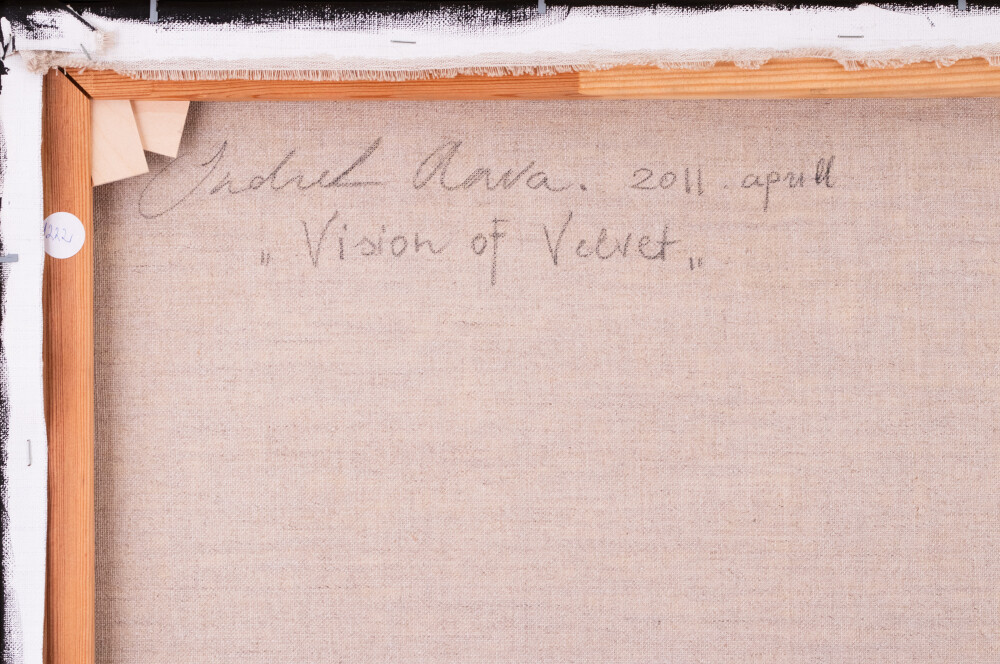 Indrek Aava. 2011. aprill
„ Vision of Velvet „